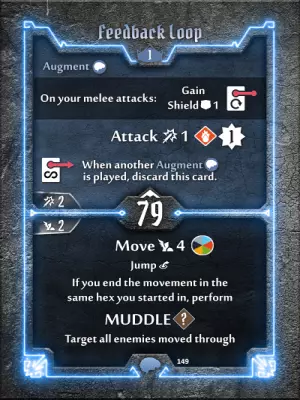 Feedback Loop
1
Augment
On your melee attacks:
Gain
Shield 1
Attack 1
1
When another Augment
is played, discard this card.
2
79
2
Move 4
Jump
If you end the movement in the
same hex you started in, perform
MUDDLE ?
Target all enemies moved through
149